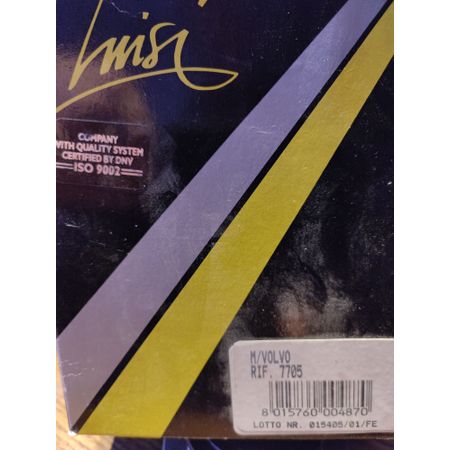 Luisi
COMPANY
WITH QUALITY SYSTEM
CERTIFIED BY DNV
ISO 9002
M/VOLVO
RIF. 7705
8 015760 004870
LOTTO NR. 015405/01/FE